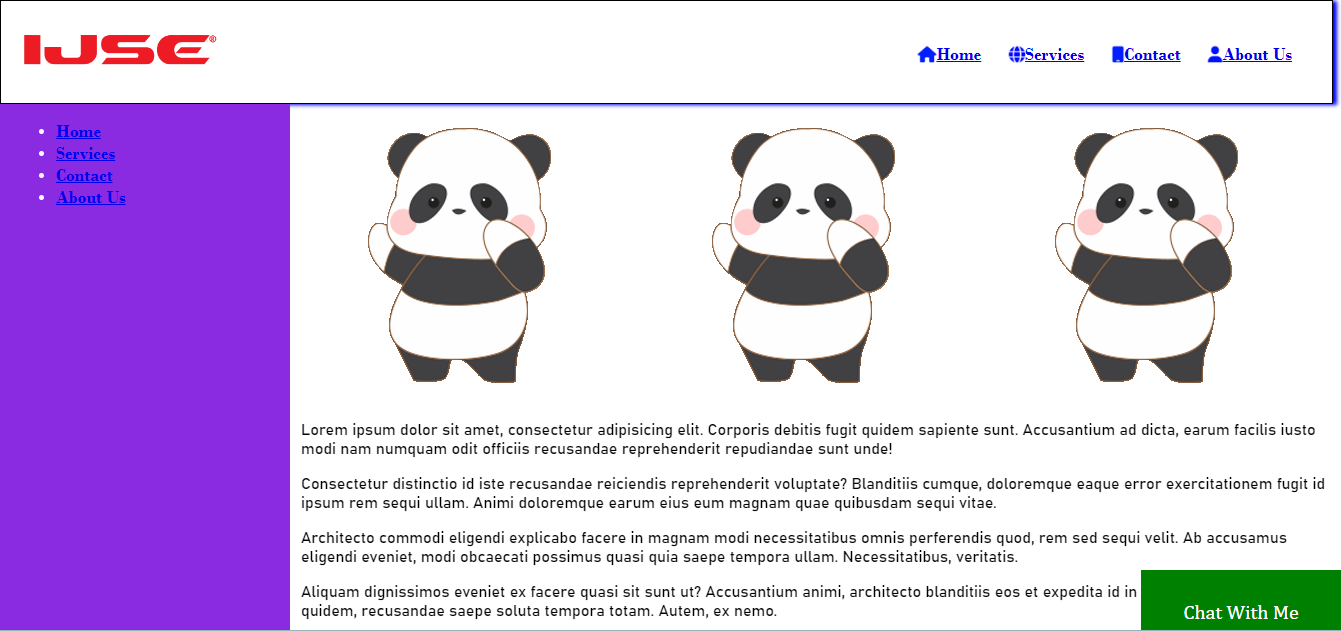 IJSE®
Home Services Contact About Us
Home
Services
Contact
About Us
Lorem ipsum dolor sit amet, consectetur adipisicing elit. Corporis debitis fugit quidem sapiente sunt. Accusantium ad dicta, earum facilis iusto
modi nam numquam odit officiis recusandae reprehenderit repudiandae sunt unde!
Consectetur distinctio id iste recusandae reiciendis reprehenderit voluptate? Blanditiis cumque, doloremque eaque error exercitationem fugit id
ipsum rem sequi ullam. Animi doloremque earum eius eum magnam quae quibusdam sequi vitae.
Architecto commodi eligendi explicabo facere in magnam modi necessitatibus omnis perferendis quod, rem sed sequi velit. Ab accusamus
eligendi eveniet, modi obcaecati possimus quasi quia saepe tempora ullam. Necessitatibus, veritatis.
Aliquam dignissimos eveniet ex facere quasi sit sunt ut? Accusantium animi, architecto blanditiis eos et expedita id in
quidem, recusandae saepe soluta tempora totam. Autem, ex nemo.
Chat With Me